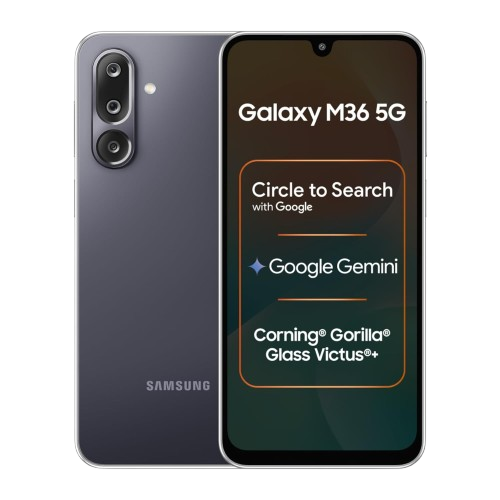 Galaxy M36 5G
Circle to Search
with Google
Google Gemini
Corning® Gorilla®
Glass Victus®+
SAMSUNG